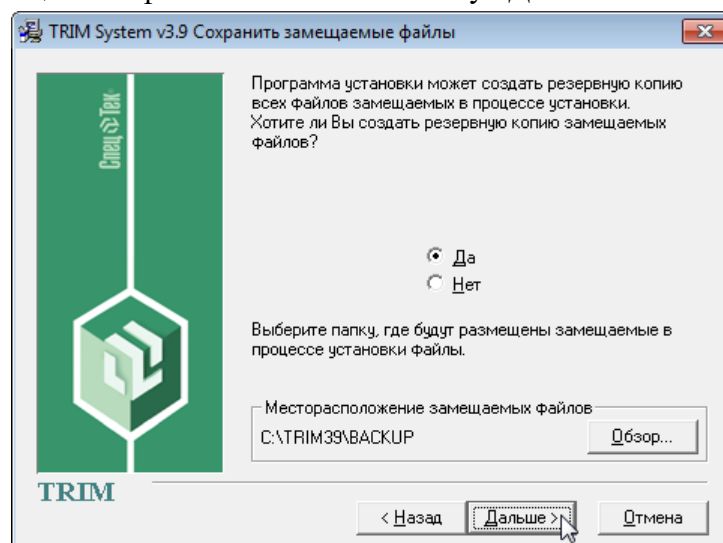 TRIM System v3.9 Сохранить замещаемые файлы
Программа установки может создать резервную копию
всех файлов замещаемых в процессе установки.
Хотите ли Вы создать резервную копию замещаемых
файлов?
СпецТек
Да
Нет
Выберите папку, где будут размещены замещаемые в
процессе установки файлы.
Месторасположение замещаемых файлов
C:\TRIM39\BACKUP
Обзор...
TRIM
< Назад
Дальше >
Отмена